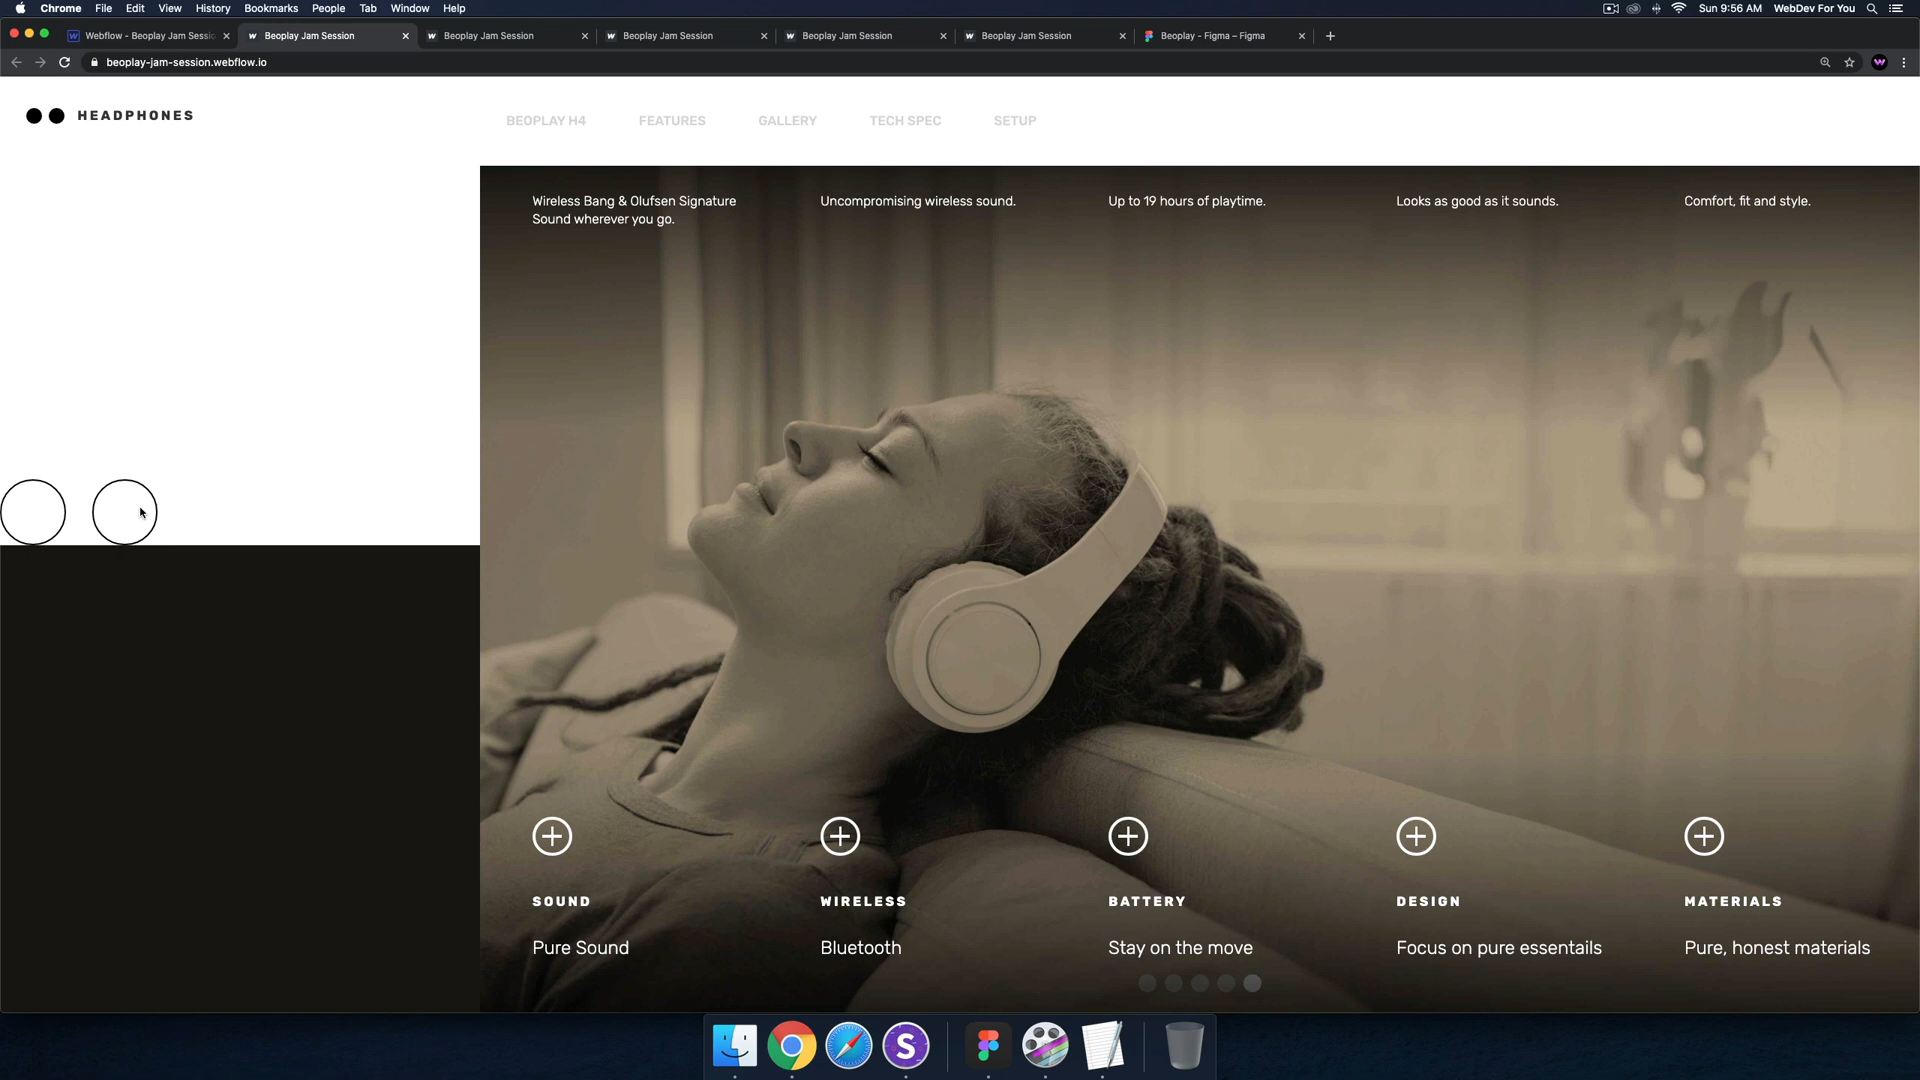 Chrome File Edit View History Bookmarks People Tab Window Help Sun 9:56 AM WebDev For You
Webflow - Beoplay Jam Sessi Beoplay Jam Session Beoplay Jam Session Beoplay Jam Session Beoplay Jam Session Beoplay Jam Session Beoplay - Figma – Figma
beoplay-jam-session.webflow.io
HEADPHONES
BEOPLAY H4 FEATURES GALLERY TECH SPEC SETUP
Wireless Bang & Olufsen Signature
Sound wherever you go.
Uncompromising wireless sound.
Up to 19 hours of playtime.
Looks as good as it sounds.
Comfort, fit and style.
SOUND
Pure Sound
WIRELESS
Bluetooth
BATTERY
Stay on the move
DESIGN
Focus on pure essentails
MATERIALS
Pure, honest materials